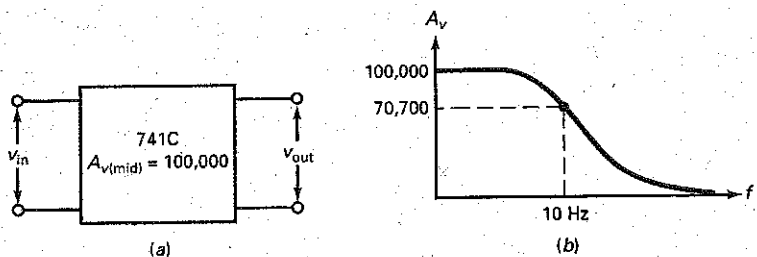 741C
A_v(mid) = 100,000
v_in
v_out
(a)
A_v
100,000
70,700
10 Hz
f
(b)